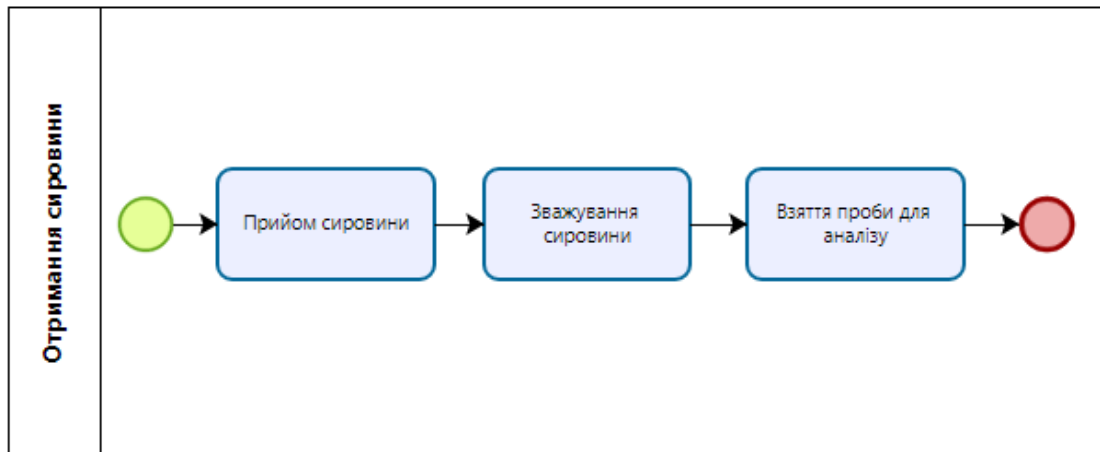 Отримання сировини
Прийом сировини
Зважування
сировини
Взяття проби для
аналізу